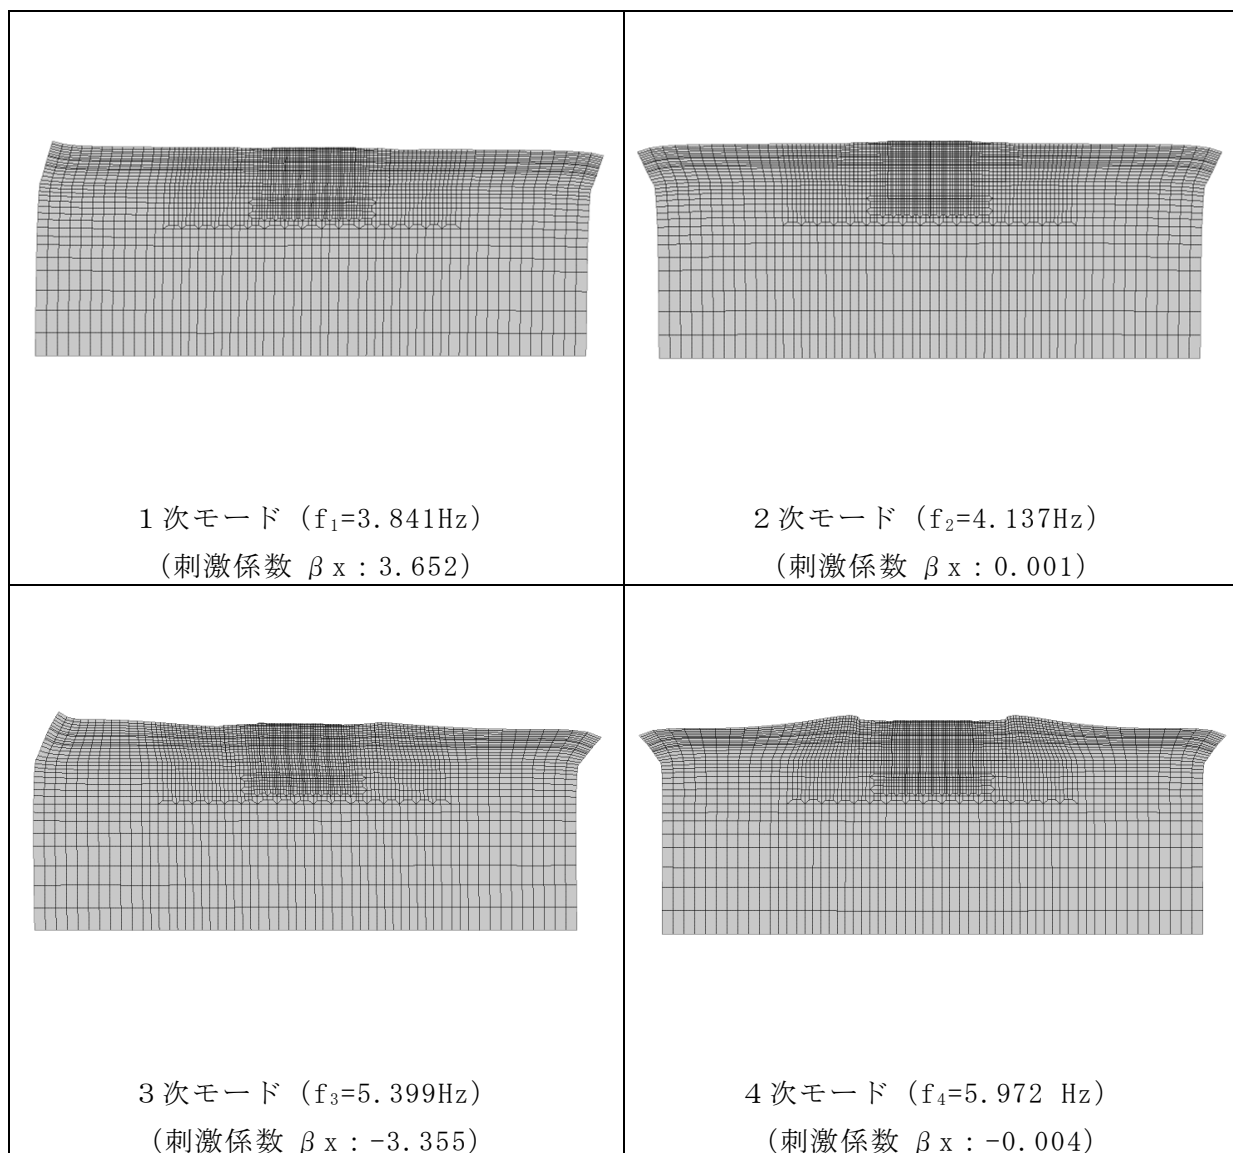 1次モード (f₁=3.841Hz)
(刺激係数 βx：3.652)
2次モード (f₂=4.137Hz)
(刺激係数 βx：0.001)
3次モード (f₃=5.399Hz)
(刺激係数 βx：-3.355)
4次モード (f₄=5.972 Hz)
(刺激係数 βx：-0.004)